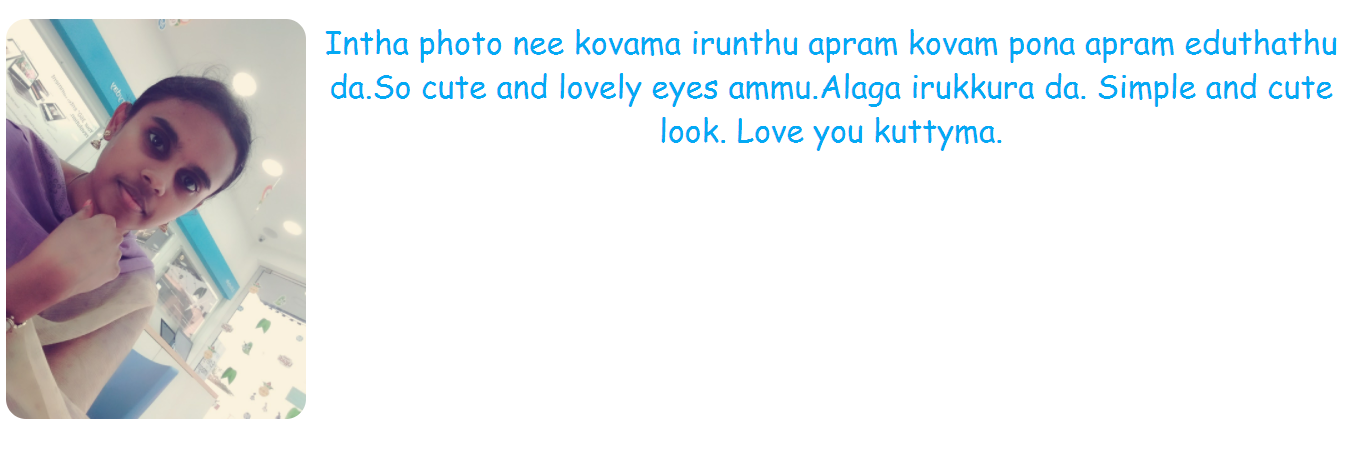 Intha photo nee kovama irunthu apram kovam pona apram eduthathu
da.So cute and lovely eyes ammu.Alaga irukkura da. Simple and cute
look. Love you kuttyma.